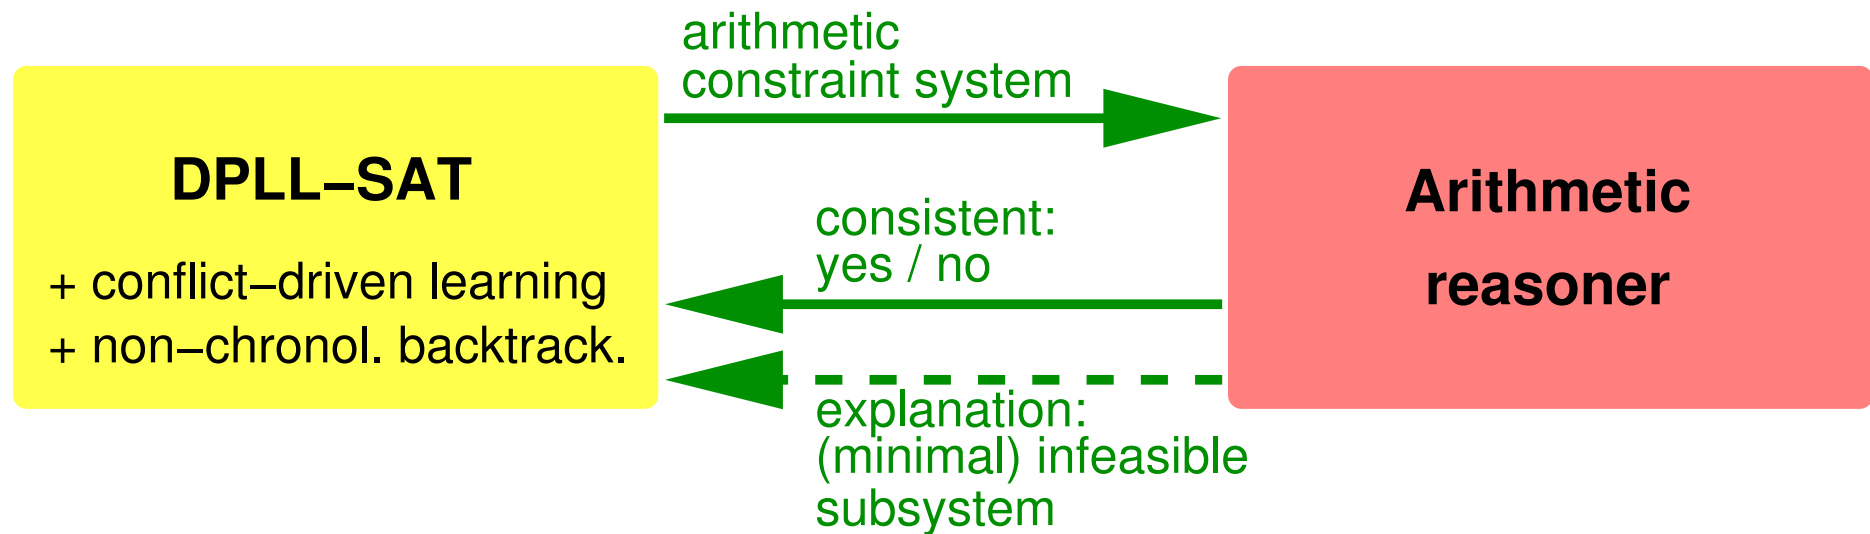 arithmetic
constraint system
DPLL–SAT
+ conflict–driven learning
+ non–chronol. backtrack.
consistent:
yes / no
explanation:
(minimal) infeasible
subsystem
Arithmetic
reasoner